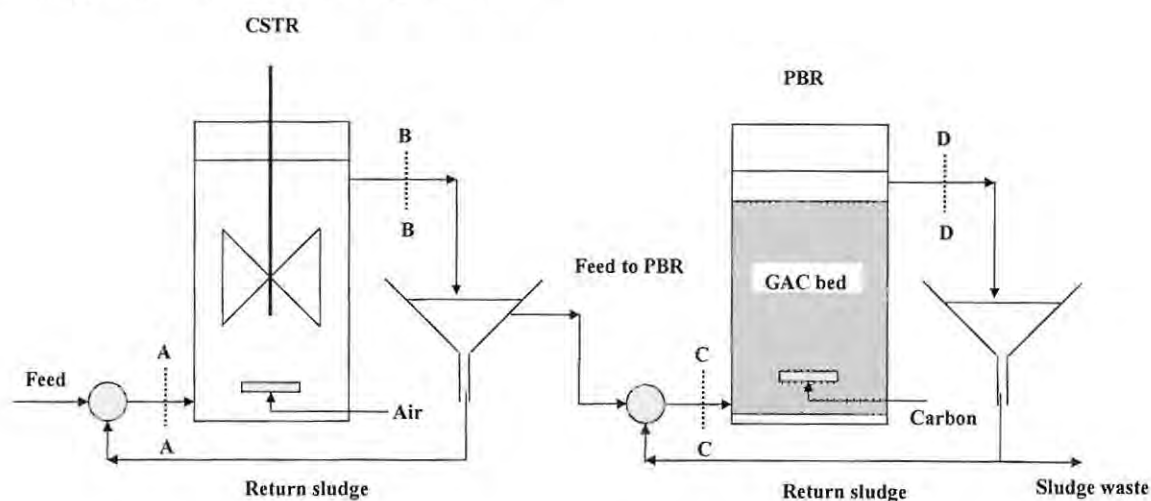 CSTR
PBR
B
D
B
D
Feed to PBR
GAC bed
A
C
Feed
Air
Carbon
A
C
Return sludge
Return sludge
Sludge waste